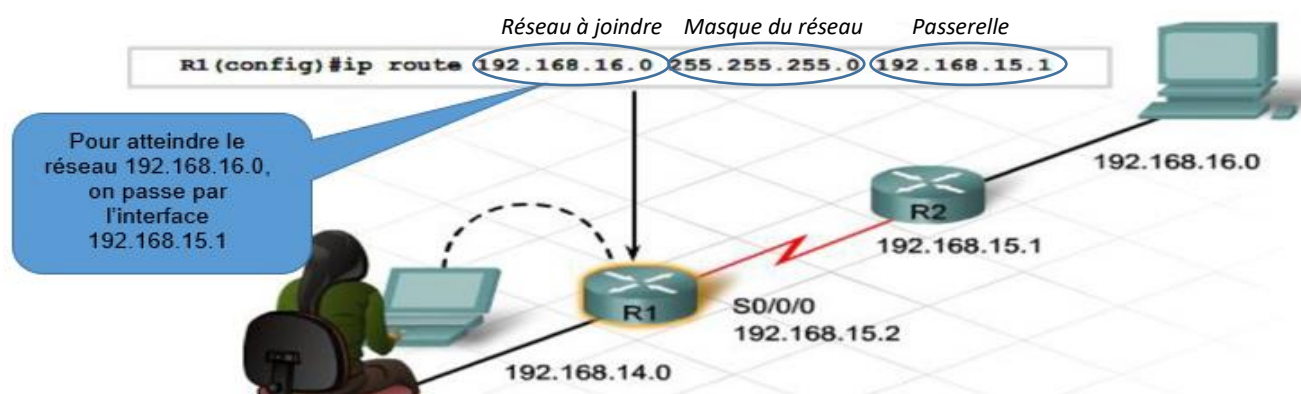 Réseau à joindre Masque du réseau Passerelle
R1(config)#ip route 192.168.16.0 255.255.255.0 192.168.15.1
Pour atteindre le
réseau 192.168.16.0,
on passe par
l'interface
192.168.15.1
192.168.16.0
R2
192.168.15.1
R1
S0/0/0
192.168.15.2
192.168.14.0